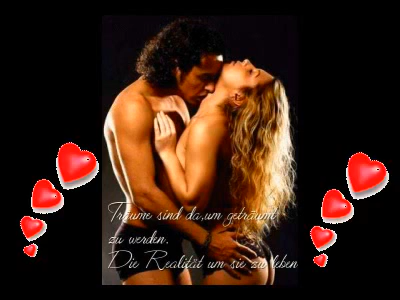 Träume sind da,um geträumt
zu werden.
Die Realität um sie zu leben